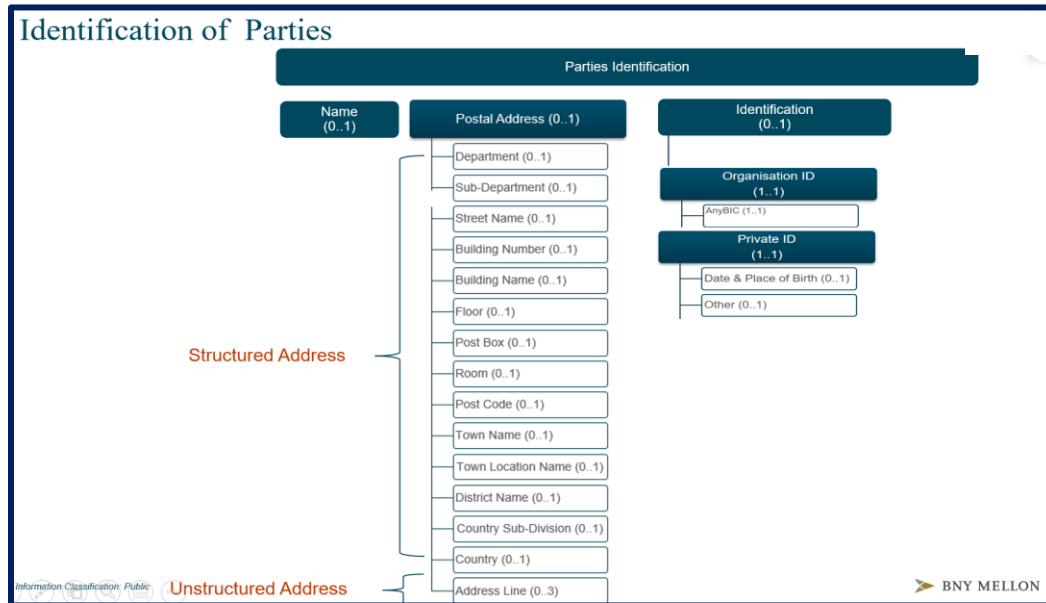 Identification of Parties
Parties Identification
Name
(0..1)
Postal Address (0..1)
Department (0..1)
Sub-Department (0..1)
Street Name (0..1)
Building Number (0..1)
Building Name (0..1)
Floor (0..1)
Post Box (0..1)
Room (0..1)
Post Code (0..1)
Town Name (0..1)
Town Location Name (0..1)
District Name (0..1)
Country Sub-Division (0..1)
Country (0..1)
Address Line (0..3)
Identification
(0..1)
Organisation ID
(1..1)
AnyBIC (1..1)
Private ID
(1..1)
Date & Place of Birth (0..1)
Other (0..1)
Structured Address
Unstructured Address
Information Classification: Public
BNY MELLON